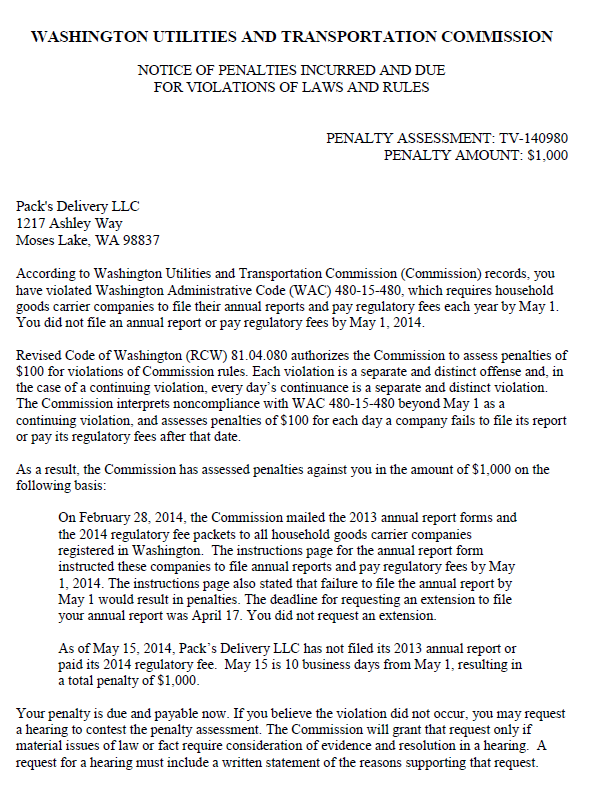 WASHINGTON UTILITIES AND TRANSPORTATION COMMISSION
NOTICE OF PENALTIES INCURRED AND DUE
FOR VIOLATIONS OF LAWS AND RULES
PENALTY ASSESSMENT: TV-140980
PENALTY AMOUNT: $1,000
Pack's Delivery LLC
1217 Ashley Way
Moses Lake, WA 98837
According to Washington Utilities and Transportation Commission (Commission) records, you
have violated Washington Administrative Code (WAC) 480-15-480, which requires household
goods carrier companies to file their annual reports and pay regulatory fees each year by May 1.
You did not file an annual report or pay regulatory fees by May 1, 2014.
Revised Code of Washington (RCW) 81.04.080 authorizes the Commission to assess penalties of
$100 for violations of Commission rules. Each violation is a separate and distinct offense and, in
the case of a continuing violation, every day's continuance is a separate and distinct violation.
The Commission interprets noncompliance with WAC 480-15-480 beyond May 1 as a
continuing violation, and assesses penalties of $100 for each day a company fails to file its report
or pay its regulatory fees after that date.
As a result, the Commission has assessed penalties against you in the amount of $1,000 on the
following basis:
On February 28, 2014, the Commission mailed the 2013 annual report forms and
the 2014 regulatory fee packets to all household goods carrier companies
registered in Washington.  The instructions page for the annual report form
instructed these companies to file annual reports and pay regulatory fees by May
1, 2014. The instructions page also stated that failure to file the annual report by
May 1 would result in penalties. The deadline for requesting an extension to file
your annual report was April 17. You did not request an extension.
As of May 15, 2014, Pack's Delivery LLC has not filed its 2013 annual report or
paid its 2014 regulatory fee.  May 15 is 10 business days from May 1, resulting in
a total penalty of $1,000.
Your penalty is due and payable now. If you believe the violation did not occur, you may request
a hearing to contest the penalty assessment. The Commission will grant that request only if
material issues of law or fact require consideration of evidence and resolution in a hearing.  A
request for a hearing must include a written statement of the reasons supporting that request.